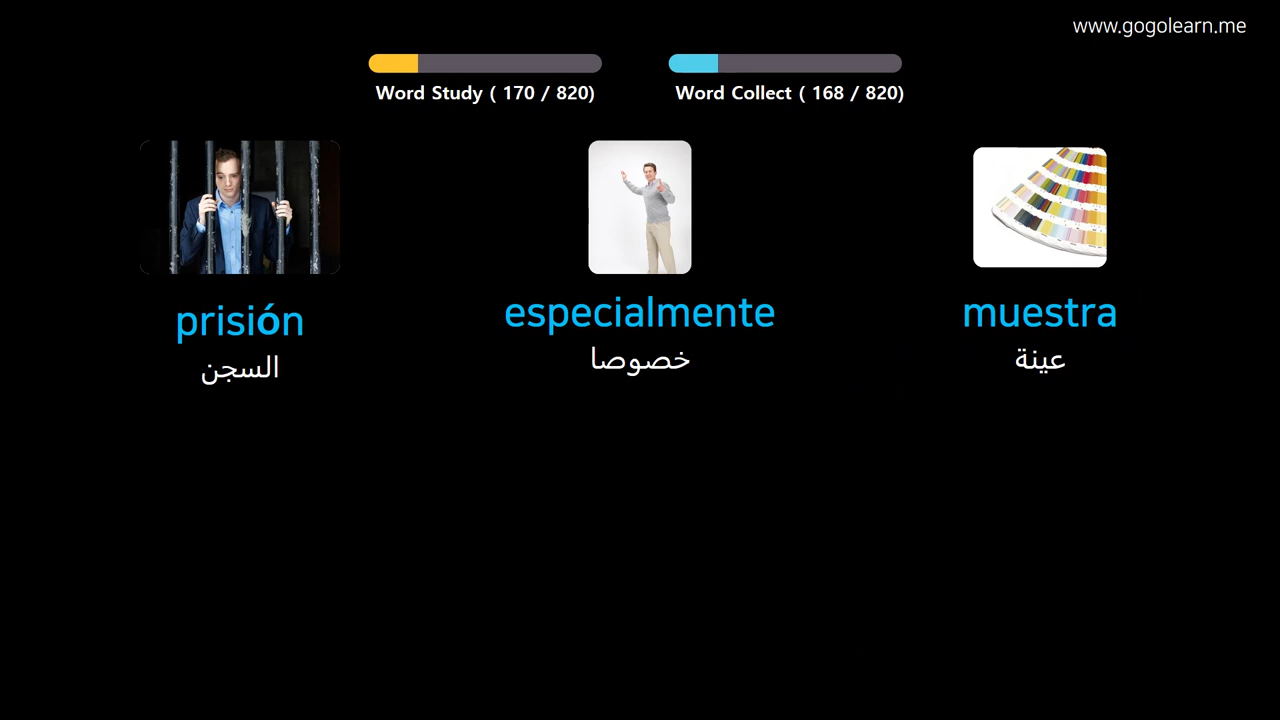 www.gogolearn.me
Word Study ( 170 / 820)
Word Collect ( 168 / 820)
prisión
especialmente
muestra
السجن
خصوصا
عينة